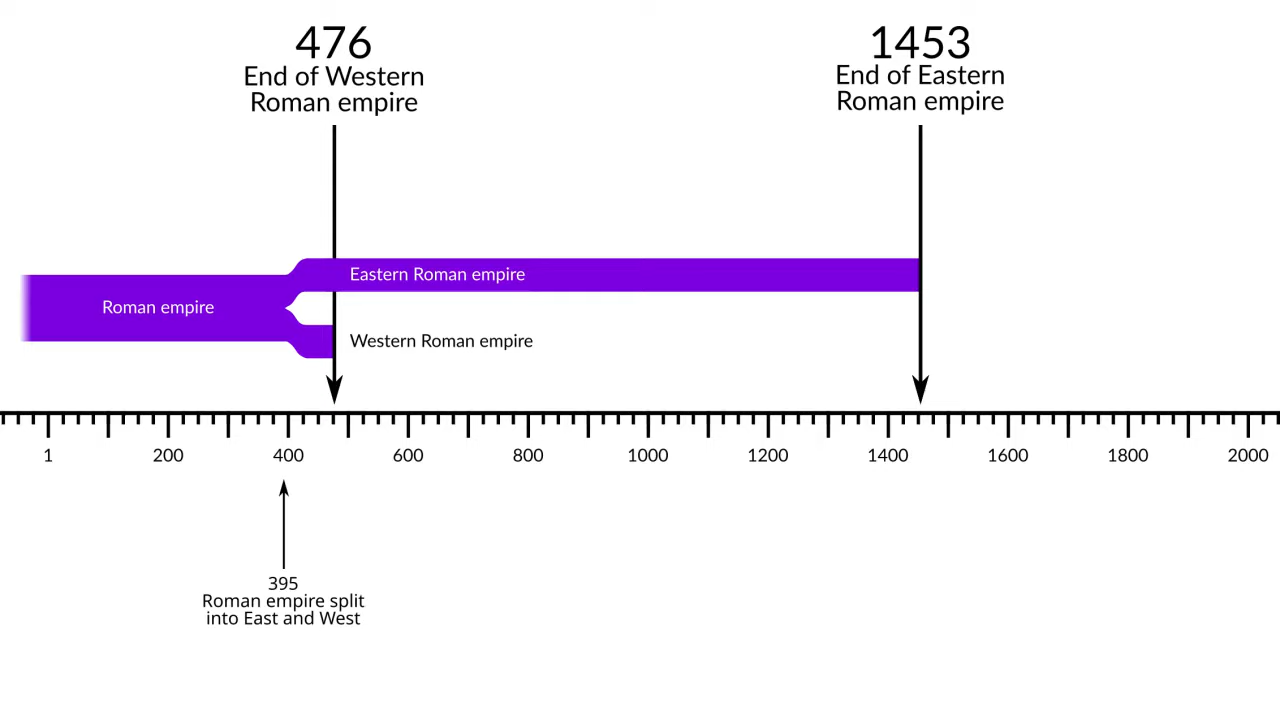 476
End of Western
Roman empire
1453
End of Eastern
Roman empire
Eastern Roman empire
Roman empire
Western Roman empire
1 200 400 600 800 1000 1200 1400 1600 1800 2000
395
Roman empire split
into East and West